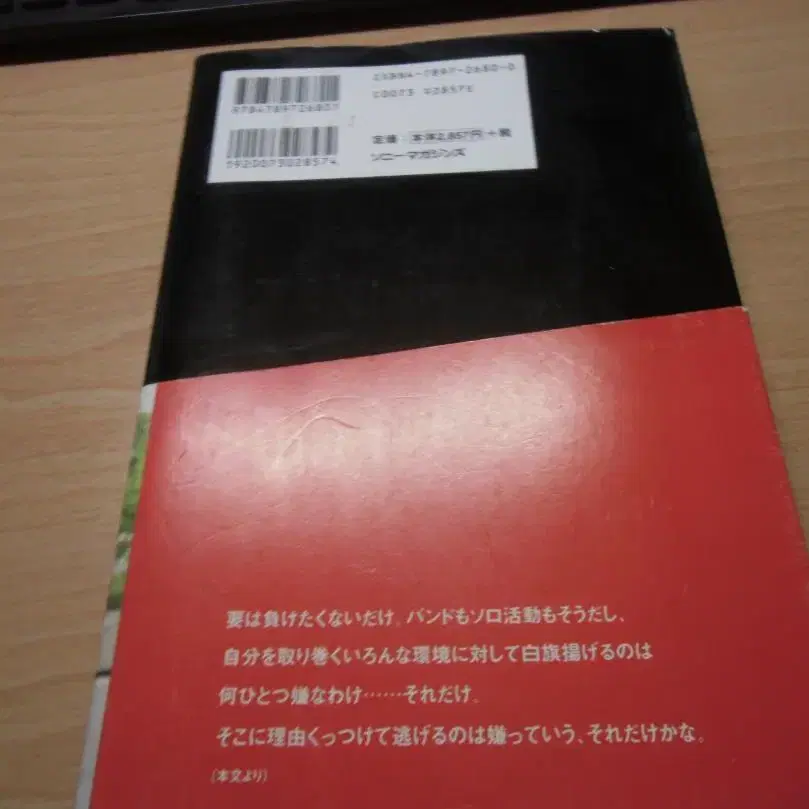 9784789726801
ISBN4-7897-2680-0
C0073 ¥2857E
1920073028574
定価:本体2,857円+税
ソニー・マガジンズ
要は負けたくないだけ。バンドもソロ活動もそうだし、
自分を取り巻くいろんな環境に対して白旗揚げるのは
何ひとつ嫌なわけ……それだけ。
そこに理由くっつけて逃げるのは嫌っていう、それだけかな。
(本文より)